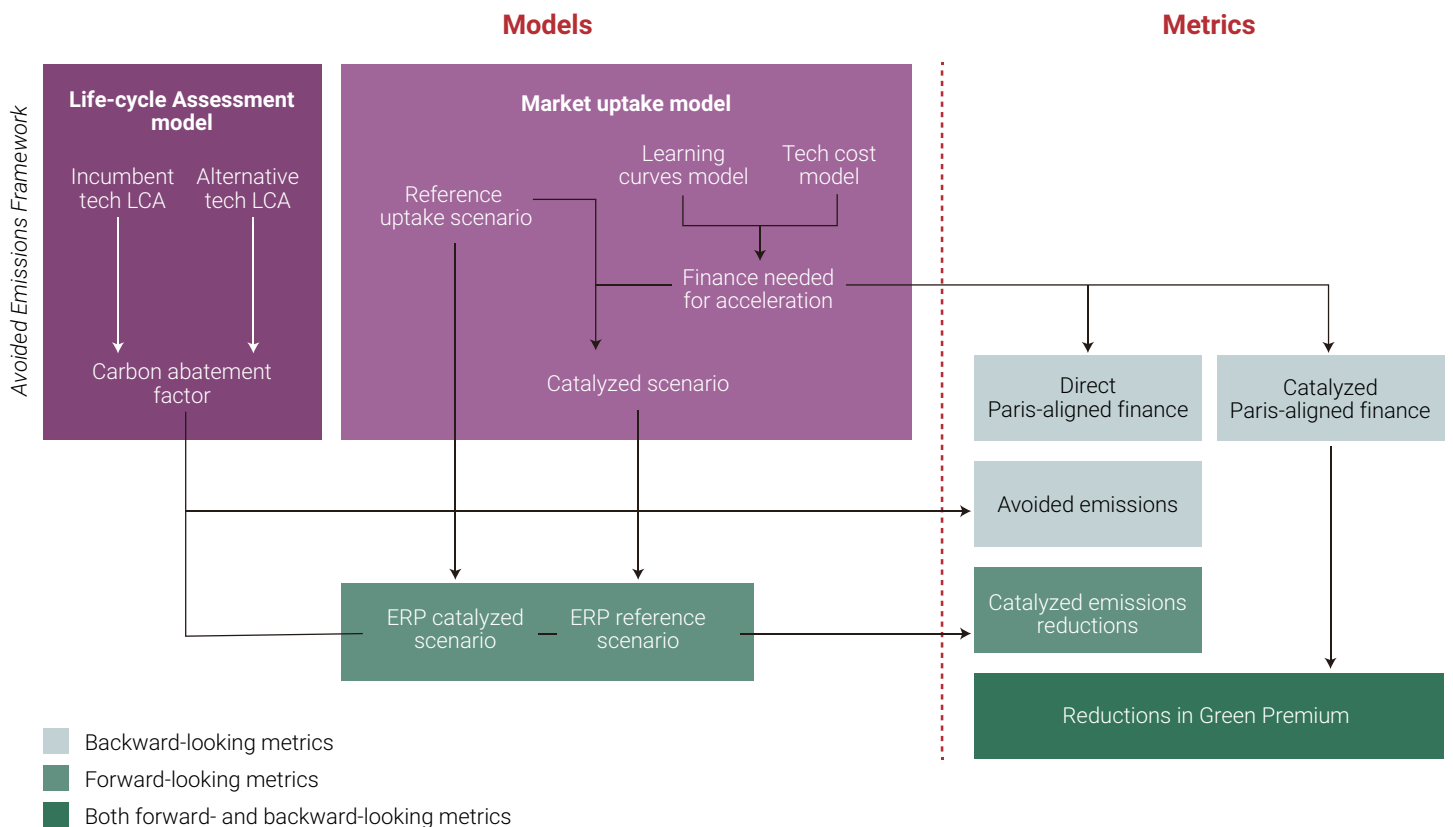 Models
Metrics
Avoided Emissions Framework
Life-cycle Assessment
model
Incumbent
tech LCA
Alternative
tech LCA
Carbon abatement
factor
Market uptake model
Reference
uptake scenario
Learning
curves model
Tech cost
model
Finance needed
for acceleration
Catalyzed scenario
Direct
Paris-aligned finance
Catalyzed
Paris-aligned finance
Avoided emissions
ERP catalyzed
scenario
ERP reference
scenario
Catalyzed emissions
reductions
Reductions in Green Premium
Backward-looking metrics
Forward-looking metrics
Both forward- and backward-looking metrics